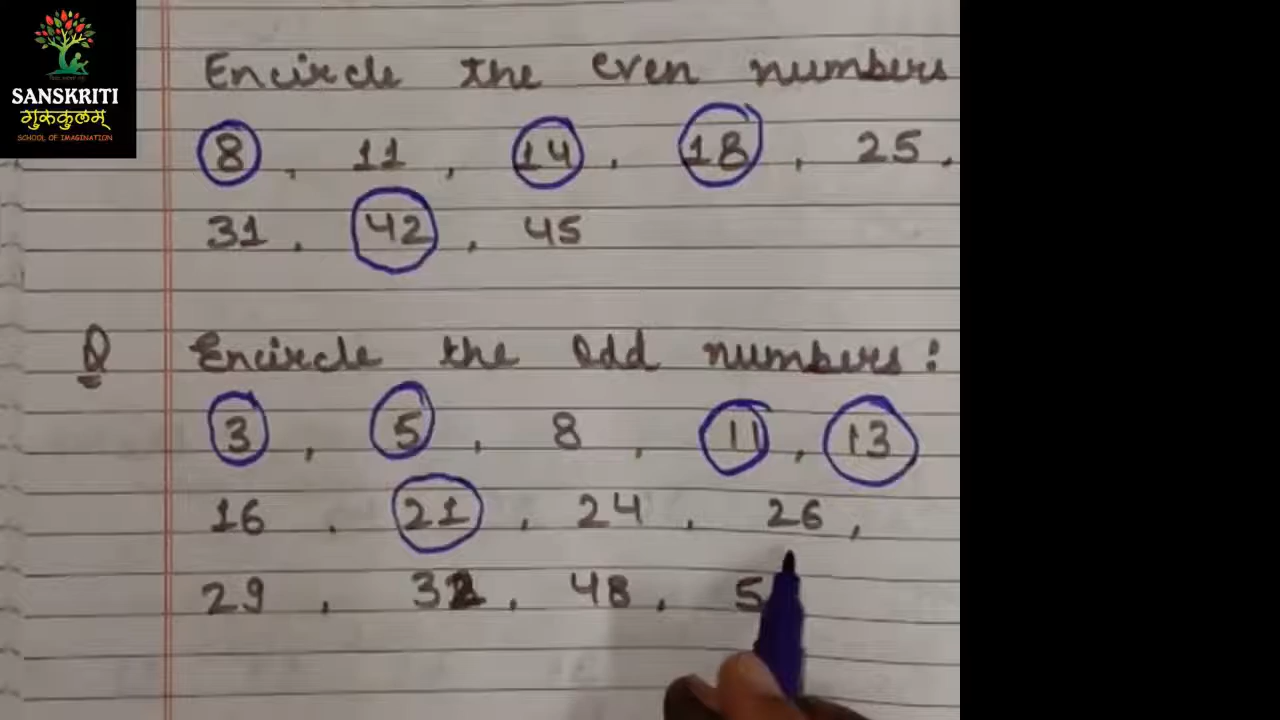 SANSKRITI
गुरुकुलम्
SCHOOL OF IMAGINATION
Encircle the even numbers
8, 11, 14, 18, 25,
31, 42, 45
Q Encircle the Odd numbers:
3, 5, 8, 11, 13
16, 21, 24, 26,
29, 32, 48,